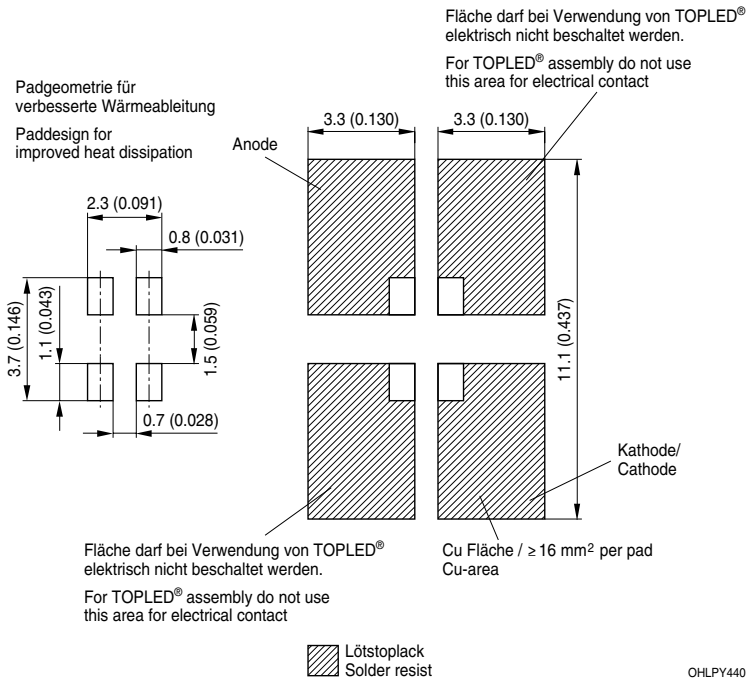 Fläche darf bei Verwendung von TOPLED®
elektrisch nicht beschaltet werden.
For TOPLED® assembly do not use
this area for electrical contact
Padgeometrie für
verbesserte Wärmeableitung
Paddesign for
improved heat dissipation
Anode
3.3 (0.130)
3.3 (0.130)
2.3 (0.091)
0.8 (0.031)
3.7 (0.146)
1.1 (0.043)
1.5 (0.059)
0.7 (0.028)
11.1 (0.437)
Kathode/
Cathode
Fläche darf bei Verwendung von TOPLED®
elektrisch nicht beschaltet werden.
For TOPLED® assembly do not use
this area for electrical contact
Cu Fläche / ≥ 16 mm² per pad
Cu-area
Lötstoplack
Solder resist
OHLPY440